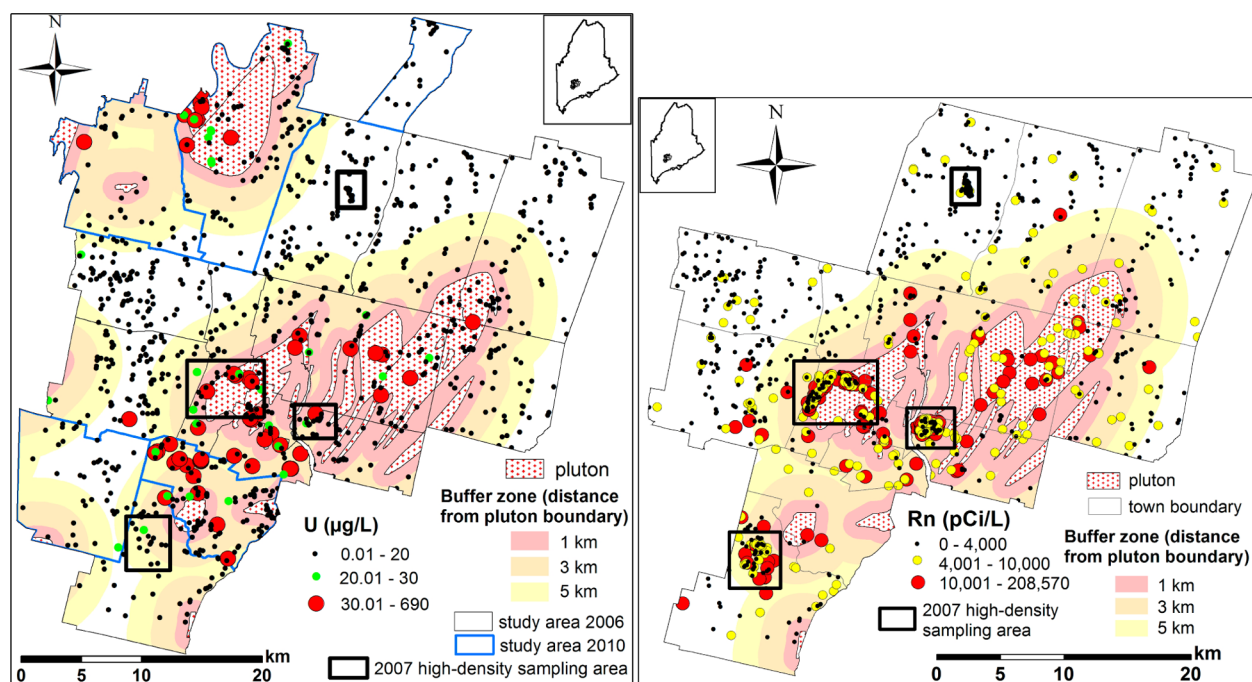 N
pluton
Buffer zone (distance
from pluton boundary)
U (µg/L)
0.01 - 20
20.01 - 30
30.01 - 690
1 km
3 km
5 km
study area 2006
study area 2010
2007 high-density sampling area
km
0 5 10 20
N
pluton
town boundary
Rn (pCi/L)
0 - 4,000
4,001 - 10,000
10,001 - 208,570
2007 high-density
sampling area
Buffer zone (distance
from pluton boundary)
1 km
3 km
5 km
km
0 5 10 20